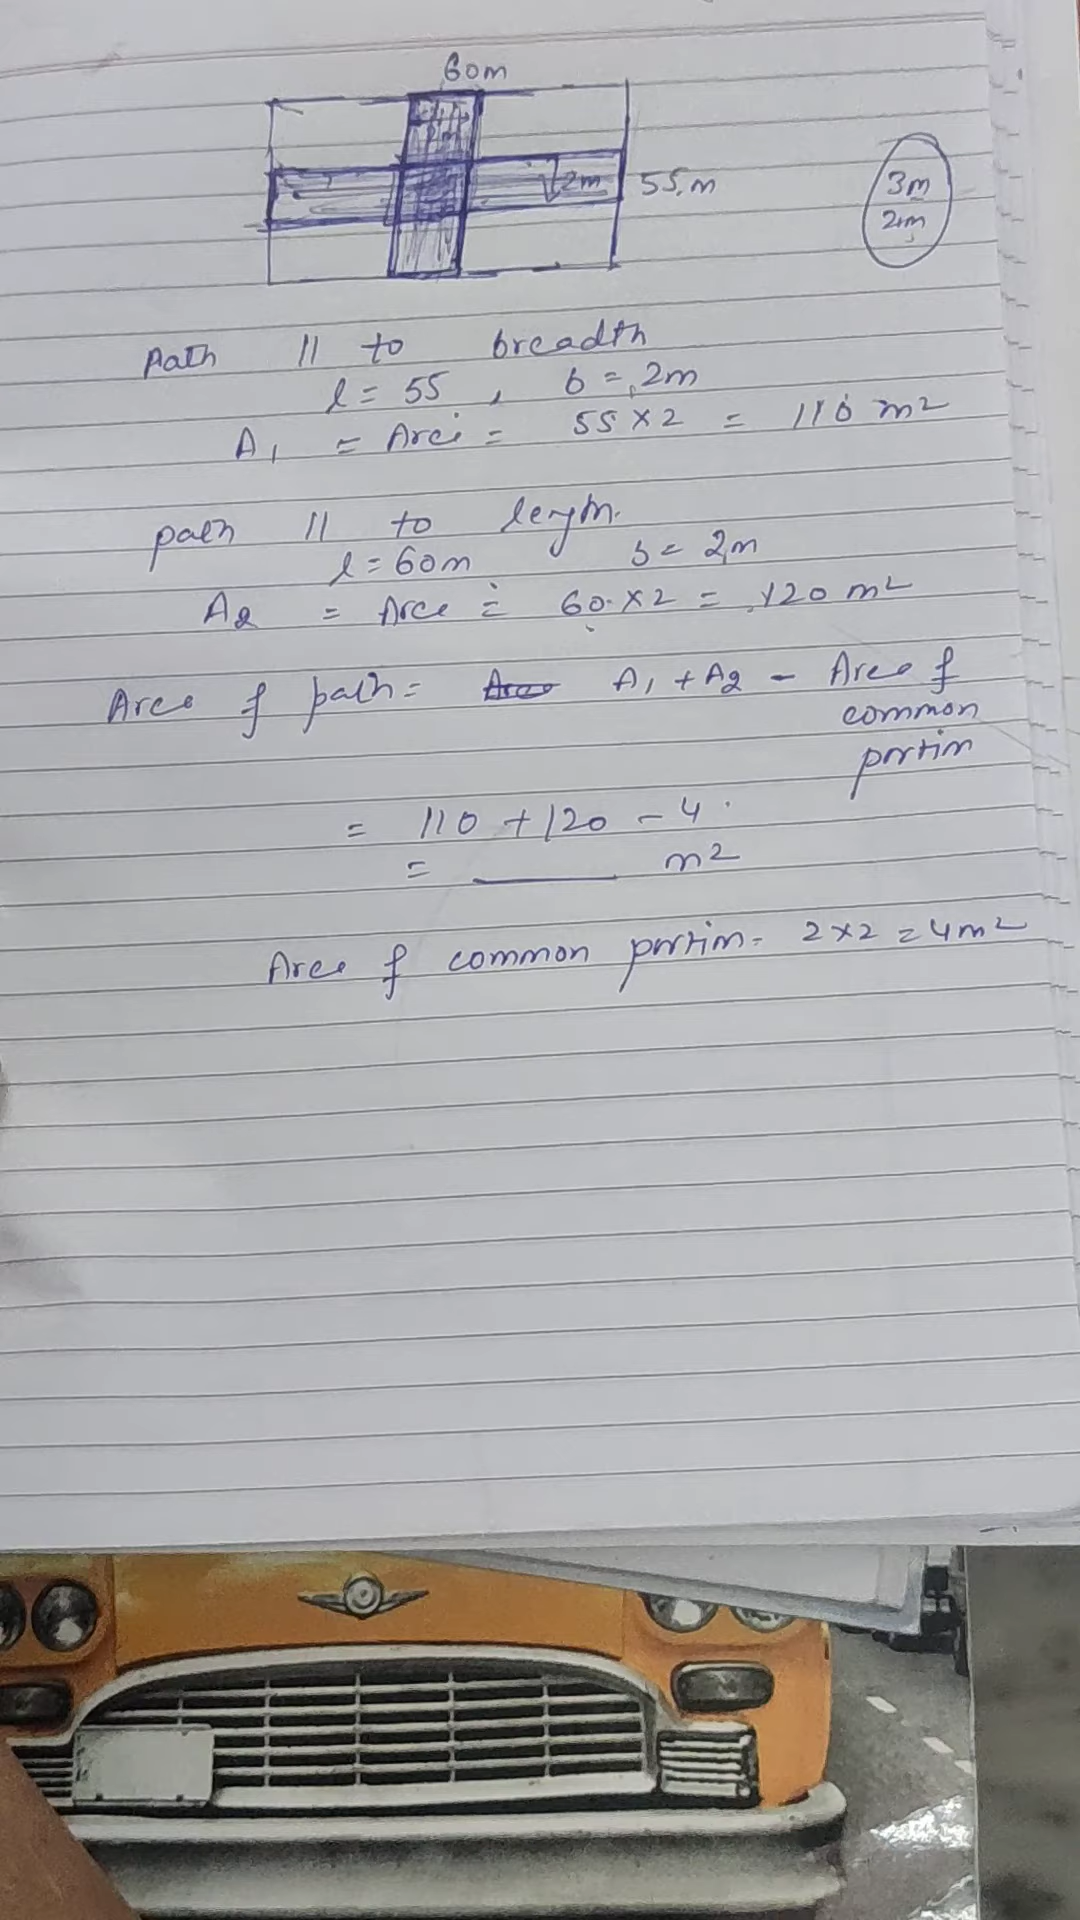 60m
2m
55m
3m
2m
Path || to breadth
l = 55 , b = 2m
A1 = Area = 55 × 2 = 110 m2
path || to length.
l = 60m b = 2m
A2 = Area = 60 × 2 = 120 m2
Area of path = A1 + A2 - Area of
common
portion
= 110 + 120 - 4
= ______ m2
Area of common portion = 2 × 2 = 4m2